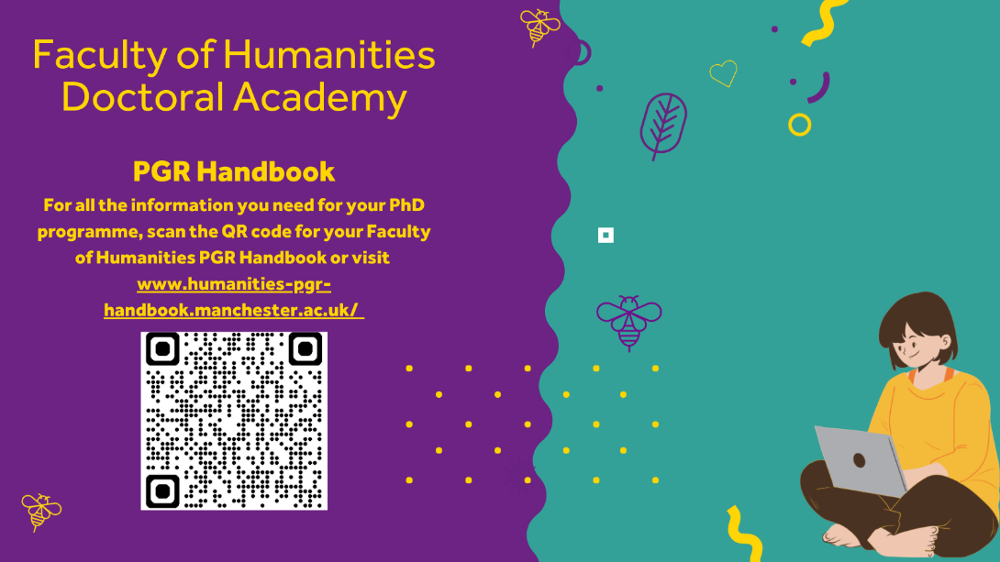 Faculty of Humanities
Doctoral Academy
PGR Handbook
For all the information you need for your PhD
programme, scan the QR code for your Faculty
of Humanities PGR Handbook or visit
www.humanities-pgr-
handbook.manchester.ac.uk/